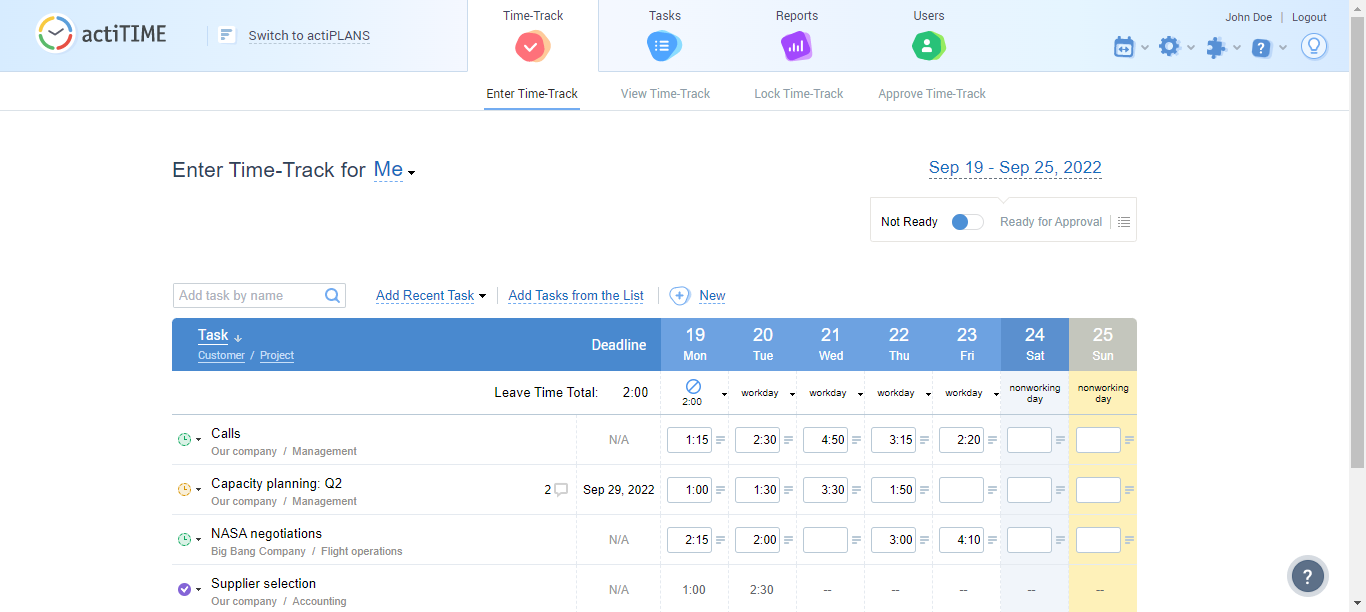 actiTIME
Switch to actiPLANS
Time-Track
Tasks
Reports
Users
John Doe | Logout
Enter Time-Track
View Time-Track
Lock Time-Track
Approve Time-Track
Enter Time-Track for Me
Sep 19 - Sep 25, 2022
Not Ready
Ready for Approval
Add task by name
Add Recent Task
Add Tasks from the List
New
Task ↓
Customer / Project
Deadline
19 20 21 22 23 24 25
Mon Tue Wed Thu Fri Sat Sun
Leave Time Total: 2:00
2:00 workday workday workday workday nonworking day nonworking day
Calls
Our company / Management
N/A 1:15 2:30 4:50 3:15 2:20
Capacity planning: Q2
Our company / Management
2 Sep 29, 2022 1:00 1:30 3:30 1:50
NASA negotiations
Big Bang Company / Flight operations
N/A 2:15 2:00 3:00 4:10
Supplier selection
Our company / Accounting
N/A 1:00 2:30 -- -- -- -- --
?